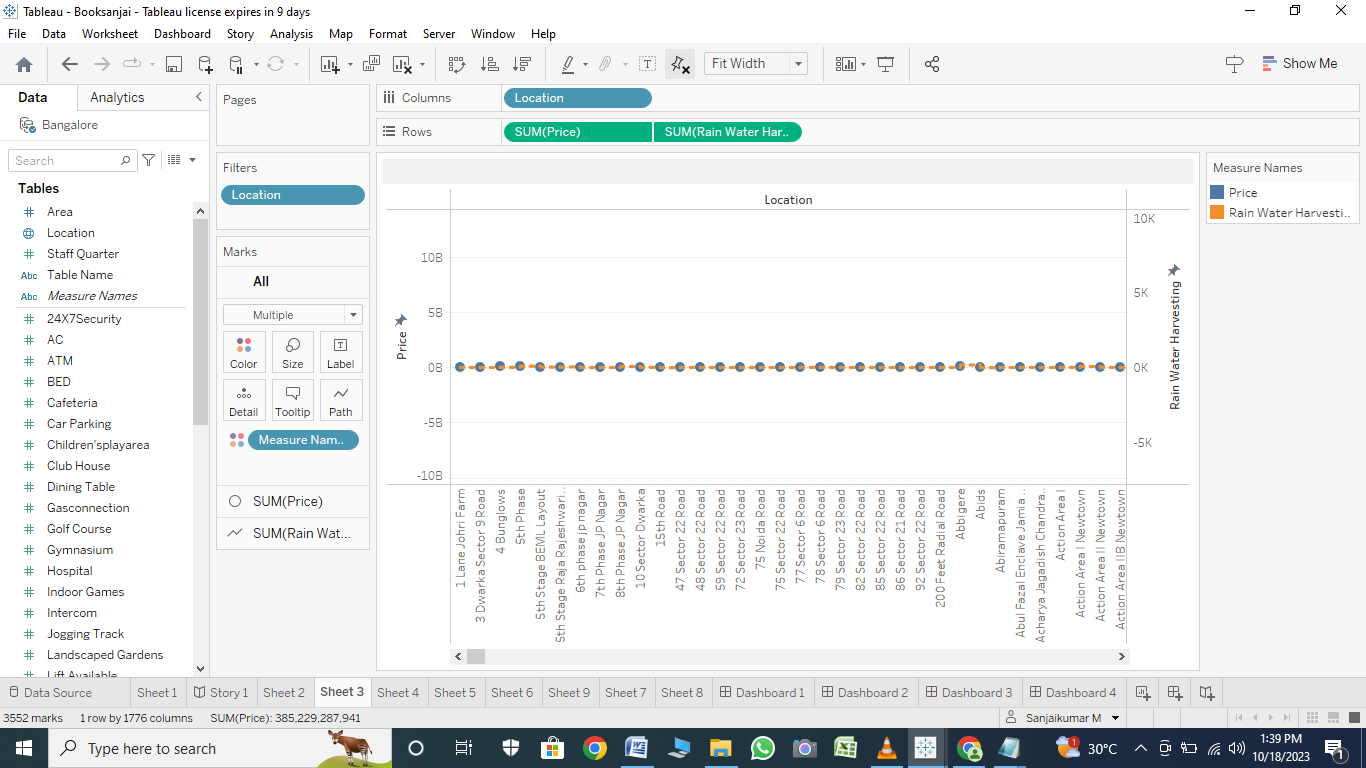 Tableau - Booksanjai - Tableau license expires in 9 days
File Data Worksheet Dashboard Story Analysis Map Format Server Window Help
Fit Width
Show Me
Data Analytics
Bangalore
Search
Tables
Area
Location
Staff Quarter
Abc Table Name
Abc Measure Names
24X7Security
AC
ATM
BED
Cafeteria
Car Parking
Children'splayarea
Club House
Dining Table
Gasconnection
Golf Course
Gymnasium
Hospital
Indoor Games
Intercom
Jogging Track
Landscaped Gardens
Lift Available
Pages
Filters
Location
Marks
All
Multiple
Color Size Label
Detail Tooltip Path
Measure Nam..
SUM(Price)
SUM(Rain Wat...
Columns Location
Rows SUM(Price) SUM(Rain Water Har..
Location
Price
10B
5B
0B
-5B
-10B
10K
5K
0K
-5K
Rain Water Harvesting
1 Lane Johri Farm
3 Dwarka Sector 9 Road
4 Bunglows
5th Phase
5th Stage BEML Layout
5th Stage Raja Rajeshwari..
6th phase jp nagar
7th Phase JP Nagar
8th Phase JP Nagar
10 Sector Dwarka
15th Road
47 Sector 22 Road
48 Sector 22 Road
59 Sector 22 Road
72 Sector 23 Road
75 Noida Road
75 Sector 22 Road
77 Sector 6 Road
78 Sector 6 Road
79 Sector 23 Road
82 Sector 22 Road
85 Sector 22 Road
86 Sector 21 Road
92 Sector 22 Road
200 Feet Radial Road
Abbigere
Abids
Abiramapuram
Abul Fazal Enclave Jamia ..
Acharya Jagadish Chandra..
Action Area I
Action Area I Newtown
Action Area II Newtown
Action Area IIB Newtown
Measure Names
Price
Rain Water Harvesti..
Data Source Sheet 1 Story 1 Sheet 2 Sheet 3 Sheet 4 Sheet 5 Sheet 6 Sheet 9 Sheet 7 Sheet 8 Dashboard 1 Dashboard 2 Dashboard 3 Dashboard 4
3552 marks 1 row by 1776 columns SUM(Price): 385,229,287,941 Sanjaikumar M
Type here to search
1
30°C
1:39 PM
10/18/2023
1